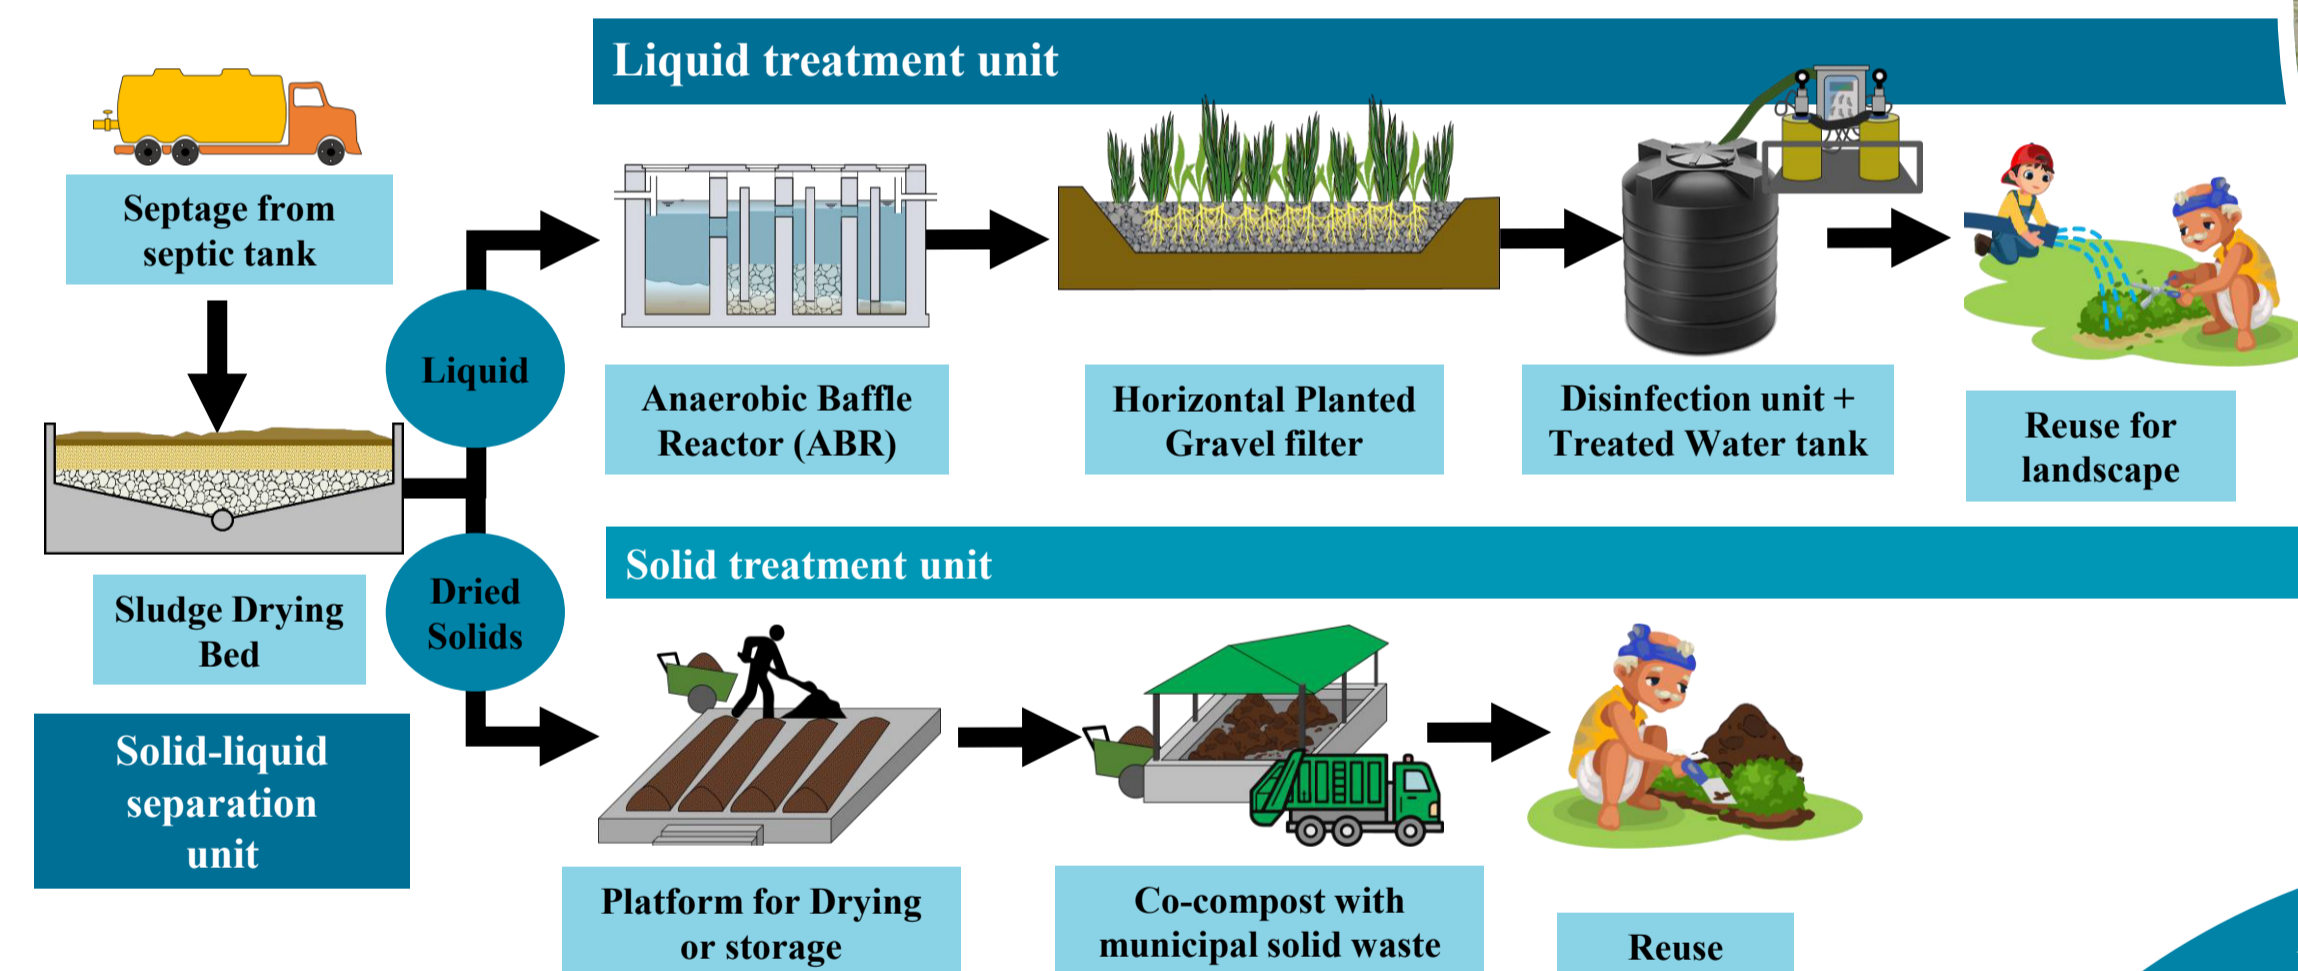 Liquid treatment unit
Septage from
septic tank
Liquid
Anaerobic Baffle
Reactor (ABR)
Horizontal Planted
Gravel filter
Disinfection unit +
Treated Water tank
Reuse for
landscape
Sludge Drying
Bed
Solid-liquid
separation
unit
Dried
Solids
Solid treatment unit
Platform for Drying
or storage
Co-compost with
municipal solid waste
Reuse